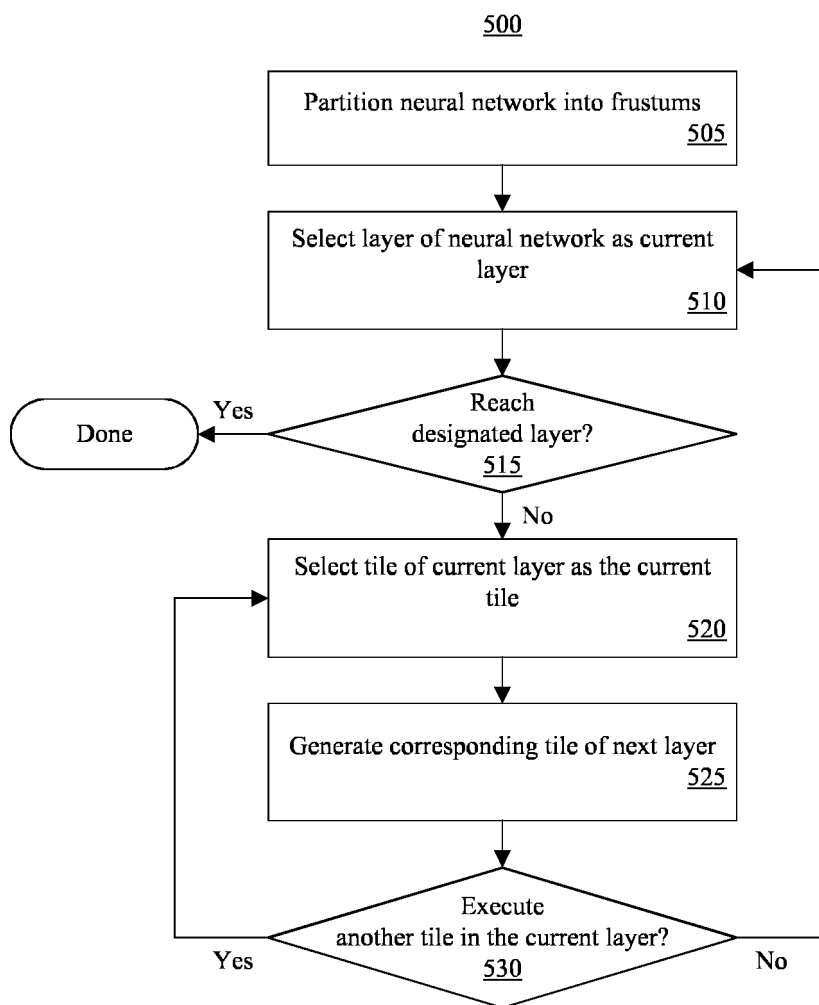 500
Partition neural network into frustums
505
Select layer of neural network as current
layer
510
Reach
designated layer?
515
Yes
Done
No
Select tile of current layer as the current
tile
520
Generate corresponding tile of next layer
525
Execute
another tile in the current layer?
530
Yes
No